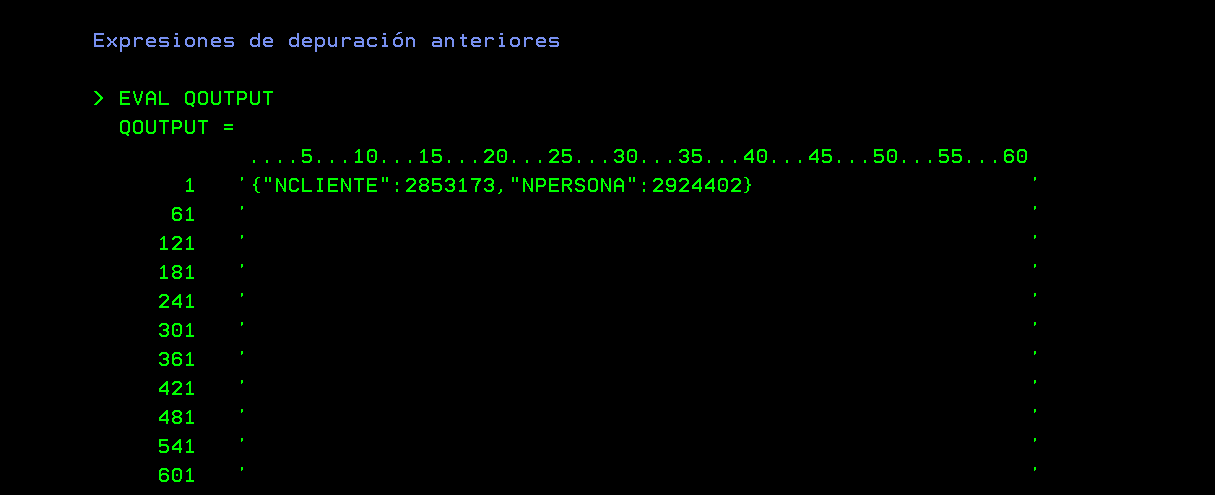 Expresiones de depuración anteriores
> EVAL QOUTPUT
QOUTPUT =
....5...10...15...20...25...30...35...40...45...50...55...60
1 '{"NCLIENTE":2853173,"NPERSONA":2924402} '
61 ' '
121 ' '
181 ' '
241 ' '
301 ' '
361 ' '
421 ' '
481 ' '
541 ' '
601 ' '